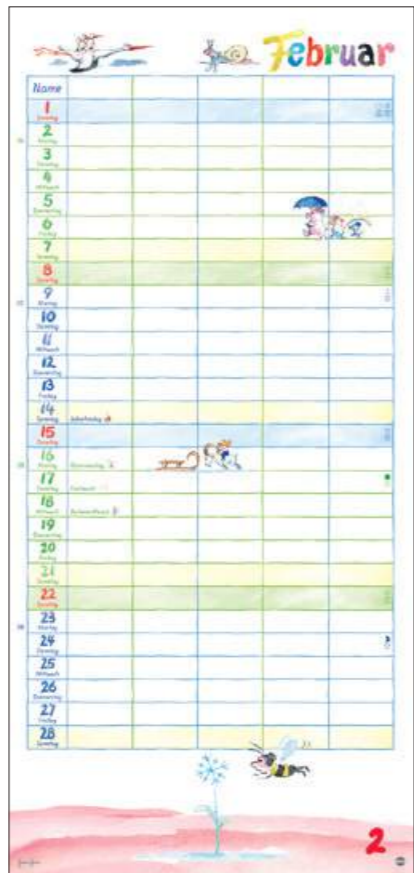 Februar
Name
1
Sonntag
2
Montag
3
Dienstag
4
Mittwoch
5
Donnerstag
6
Freitag
7
Samstag
8
Sonntag
9
Montag
10
Dienstag
11
Mittwoch
12
Donnerstag
13
Freitag
14
Samstag Valentinstag
15
Sonntag
16
Montag Rosenmontag
17
Dienstag Fastnacht
18
Mittwoch Aschermittwoch
19
Donnerstag
20
Freitag
21
Samstag
22
Sonntag
23
Montag
24
Dienstag
25
Mittwoch
26
Donnerstag
27
Freitag
28
Samstag
2